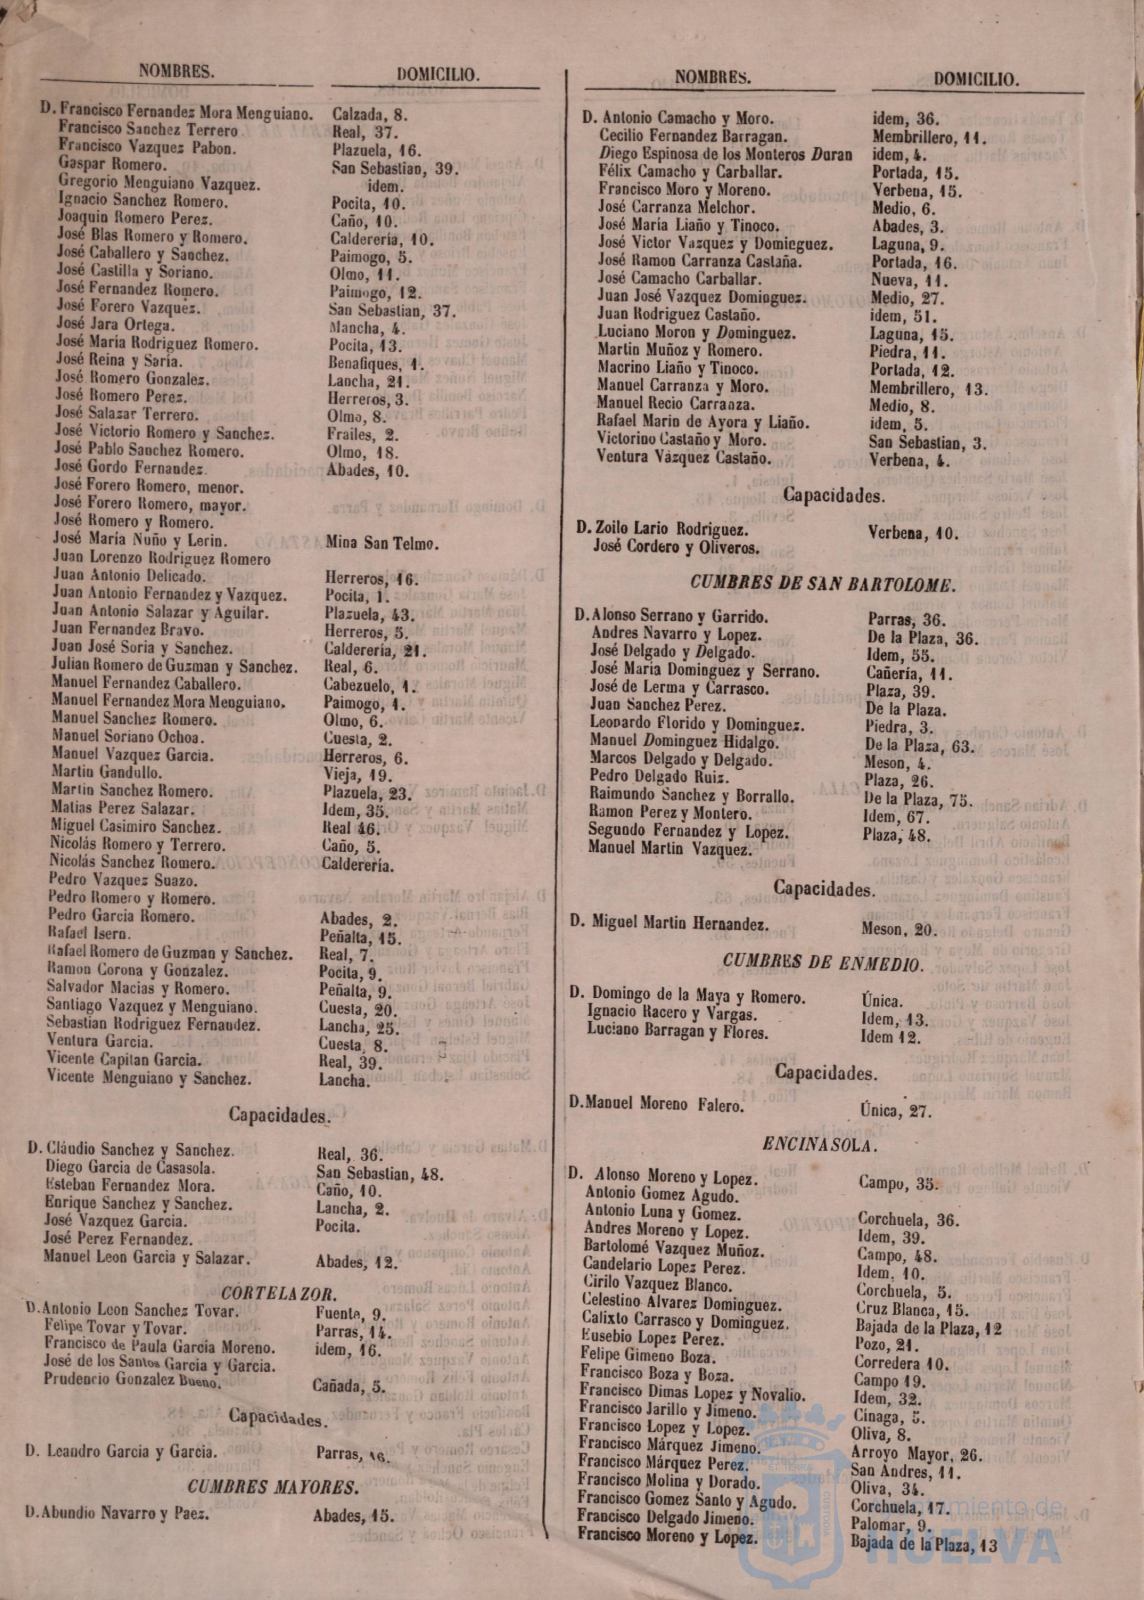 NOMBRES. DOMICILIO.
D. Francisco Fernandez Mora Menguiano. Calzada, 8.
Francisco Sanchez Terrero Real, 37.
Francisco Vazquez Pabon. Plazuela, 16.
Gaspar Romero. San Sebastian, 39.
Gregorio Menguiano Vazquez. idem.
Ignacio Sanchez Romero. Pocita, 10.
Joaquin Romero Perez. Caño, 10.
José Blas Romero y Romero. Calderería, 10.
José Caballero y Sanchez. Paimogo, 5.
José Castilla y Soriano. Olmo, 11.
José Fernandez Romero. Paimogo, 12.
José Forero Vazquez. San Sebastian, 37.
José Jara Ortega. Mancha, 4.
José Maria Rodriguez Romero. Pocita, 13.
José Reina y Saria. Benafiques, 1.
José Romero Gonzalez. Lancha, 21.
José Romero Perez. Herreros, 3.
José Salazar Terrero. Olmo, 8.
José Victorio Romero y Sanchez. Frailes, 2.
José Pablo Sanchez Romero. Olmo, 18.
José Gordo Fernandez. Abades, 10.
José Forero Romero, menor.
José Forero Romero, mayor.
José Romero y Romero.
José María Nuño y Lerin. Mina San Telmo.
Juan Lorenzo Rodriguez Romero
Juan Antonio Delicado. Herreros, 16.
Juan Antonio Fernandez y Vazquez. Pocita, 1.
Juan Antonio Salazar y Aguilar. Plazuela, 43.
Juan Fernandez Bravo. Herreros, 5.
Juan José Soria y Sanchez. Calderería, 21.
Julian Romero de Guzman y Sanchez. Real, 6.
Manuel Fernandez Caballero. Cabezuelo, 1.
Manuel Fernandez Mora Menguiano. Paimogo, 1.
Manuel Sanchez Romero. Olmo, 6.
Manuel Soriano Ochoa. Cuesta, 2.
Manuel Vazquez Garcia. Herreros, 6.
Martin Gandullo. Vieja, 19.
Martin Sanchez Romero. Plazuela, 23.
Matias Perez Salazar. Idem, 35.
Miguel Casimiro Sanchez. Real 46.
Nicolás Romero y Terrero. Caño, 5.
Nicolás Sanchez Romero. Calderería.
Pedro Vazquez Suazo.
Pedro Romero y Romero.
Pedro Garcia Romero. Abades, 2.
Rafael Isern. Peñalta, 15.
Rafael Romero de Guzman y Sanchez. Real, 7.
Ramon Corona y Gonzalez. Pocita, 9.
Salvador Macias y Romero. Peñalta, 9.
Santiago Vazquez y Menguiano. Cuesta, 20.
Sebastian Rodriguez Fernandez. Lancha, 25.
Ventura Garcia. Cuesta, 8.
Vicente Capitan Garcia. Real, 39.
Vicente Menguiano y Sanchez. Lancha.
Capacidades.
D. Cláudio Sanchez y Sanchez. Real, 36.
Diego Garcia de Casasola. San Sebastian, 48.
Esteban Fernandez Mora. Caño, 10.
Enrique Sanchez y Sanchez. Lancha, 2.
José Vazquez Garcia. Pocita.
José Perez Fernandez.
Manuel Leon Garcia y Salazar. Abades, 12.
CORTELAZOR.
D. Antonio Leon Sanchez Tovar. Fuente, 9.
Felipe Tovar y Tovar. Parras, 14.
Francisco de Paula Garcia Moreno. idem, 16.
José de los Santos Garcia y Garcia.
Prudencio Gonzalez Bueno. Cañada, 5.
Capacidades.
D. Leandro Garcia y Garcia. Parras, 16.
CUMBRES MAYORES.
D. Abundio Navarro y Paez. Abades, 15.
NOMBRES. DOMICILIO.
D. Antonio Camacho y Moro. idem, 36.
Cecilio Fernandez Barragan. Membrillero, 11.
Diego Espinosa de los Monteros Duran idem, 4.
Félix Camacho y Carballar. Portada, 15.
Francisco Moro y Moreno. Verbena, 15.
José Carranza Melchor. Medio, 6.
José María Liaño y Tinoco. Abades, 3.
José Victor Vazquez y Dominguez. Laguna, 9.
José Ramon Carranza Castaña. Portada, 16.
José Camacho Carballar. Nueva, 11.
Juan José Vazquez Dominguez. Medio, 27.
Juan Rodriguez Castaño. idem, 51.
Luciano Moron y Dominguez. Laguna, 15.
Martin Muñoz y Romero. Piedra, 11.
Macrino Liaño y Tinoco. Portada, 12.
Manuel Carranza y Moro. Membrillero, 13.
Manuel Recio Carranza. Medio, 8.
Rafael Marin de Ayora y Liaño. idem, 5.
Victorino Castaño y Moro. San Sebastian, 3.
Ventura Vázquez Castaño. Verbena, 4.
Capacidades.
D. Zoilo Lario Rodriguez. Verbena, 10.
José Cordero y Oliveros.
CUMBRES DE SAN BARTOLOME.
D. Alonso Serrano y Garrido. Parras, 36.
Andres Navarro y Lopez. De la Plaza, 36.
José Delgado y Delgado. Idem, 55.
José María Dominguez y Serrano. Cañería, 11.
José de Lerma y Carrasco. Plaza, 39.
Juan Sanchez Perez. De la Plaza.
Leonardo Florido y Dominguez. Piedra, 3.
Manuel Dominguez Hidalgo. De la Plaza, 63.
Marcos Delgado y Delgado. Meson, 4.
Pedro Delgado Ruiz. Plaza, 26.
Raimundo Sanchez y Borrallo. De la Plaza, 75.
Ramon Perez y Montero. Idem, 67.
Segundo Fernandez y Lopez. Plaza, 48.
Manuel Martin Vazquez.
Capacidades.
D. Miguel Martin Hernandez. Meson, 20.
CUMBRES DE ENMEDIO.
D. Domingo de la Maya y Romero. Única.
Ignacio Racero y Vargas. Idem, 13.
Luciano Barragan y Flores. Idem 12.
Capacidades.
D. Manuel Moreno Falero. Única, 27.
ENCINASOLA.
D. Alonso Moreno y Lopez. Campo, 35.
Antonio Gomez Agudo.
Antonio Luna y Gomez. Corchuela, 36.
Andres Moreno y Lopez. Idem, 39.
Bartolomé Vazquez Muñoz. Campo, 48.
Candelario Lopez Perez. Idem, 10.
Cirilo Vazquez Blanco. Corchuela, 5.
Celestino Alvarez Dominguez. Cruz Blanca, 15.
Calixto Carrasco y Dominguez. Bajada de la Plaza, 12
Eusebio Lopez Perez. Pozo, 21.
Felipe Gimeno Boza. Corredera 10.
Francisco Boza y Boza. Campo 19.
Francisco Dimas Lopez y Novalio. Idem, 32.
Francisco Jarillo y Jimeno. Cinaga, 5.
Francisco Lopez y Lopez. Oliva, 8.
Francisco Márquez Jimeno. Arroyo Mayor, 26.
Francisco Márquez Perez. San Andres, 11.
Francisco Molina y Dorado. Oliva, 34.
Francisco Gomez Santo y Agudo. Corchuela, 17.
Francisco Delgado Jimeno. Palomar, 9.
Francisco Moreno y Lopez. Bajada de la Plaza, 13
HUELVA